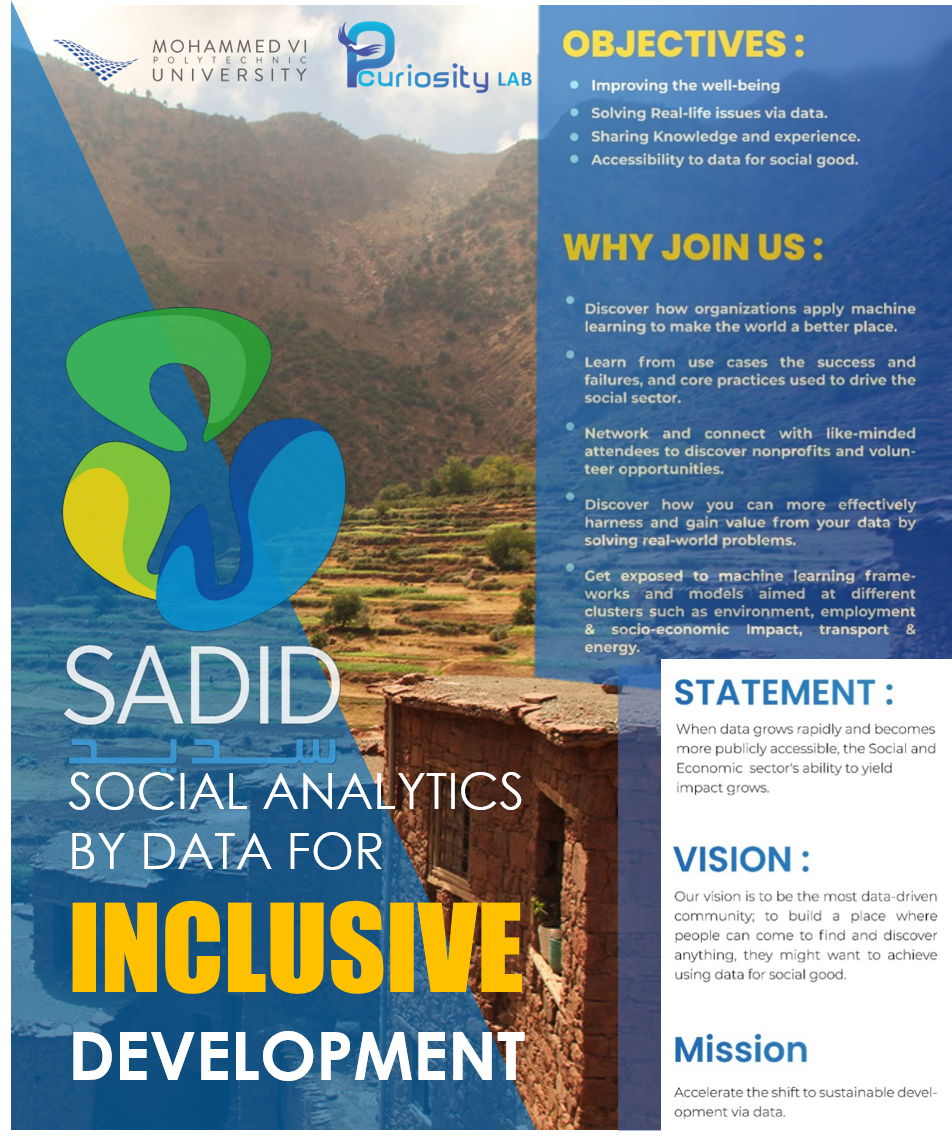 MOHAMMED VI
POLYTECHNIC
UNIVERSITY
Pcuriosity LAB
SADID
سديد
SOCIAL ANALYTICS
BY DATA FOR
INCLUSIVE
DEVELOPMENT
OBJECTIVES :
Improving the well-being
Solving Real-life issues via data.
Sharing Knowledge and experience.
Accessibility to data for social good.
WHY JOIN US :
Discover how organizations apply machine
learning to make the world a better place.
Learn from use cases the success and
failures, and core practices used to drive the
social sector.
Network and connect with like-minded
attendees to discover nonprofits and volun-
teer opportunities.
Discover how you can more effectively
harness and gain value from your data by
solving real-world problems.
Get exposed to machine learning frame-
works and models aimed at different
clusters such as environment, employment
& socio-economic Impact, transport &
energy.
STATEMENT :
When data grows rapidly and becomes
more publicly accessible, the Social and
Economic sector's ability to yield
impact grows.
VISION :
Our vision is to be the most data-driven
community; to build a place where
people can come to find and discover
anything, they might want to achieve
using data for social good.
Mission
Accelerate the shift to sustainable devel-
opment via data.